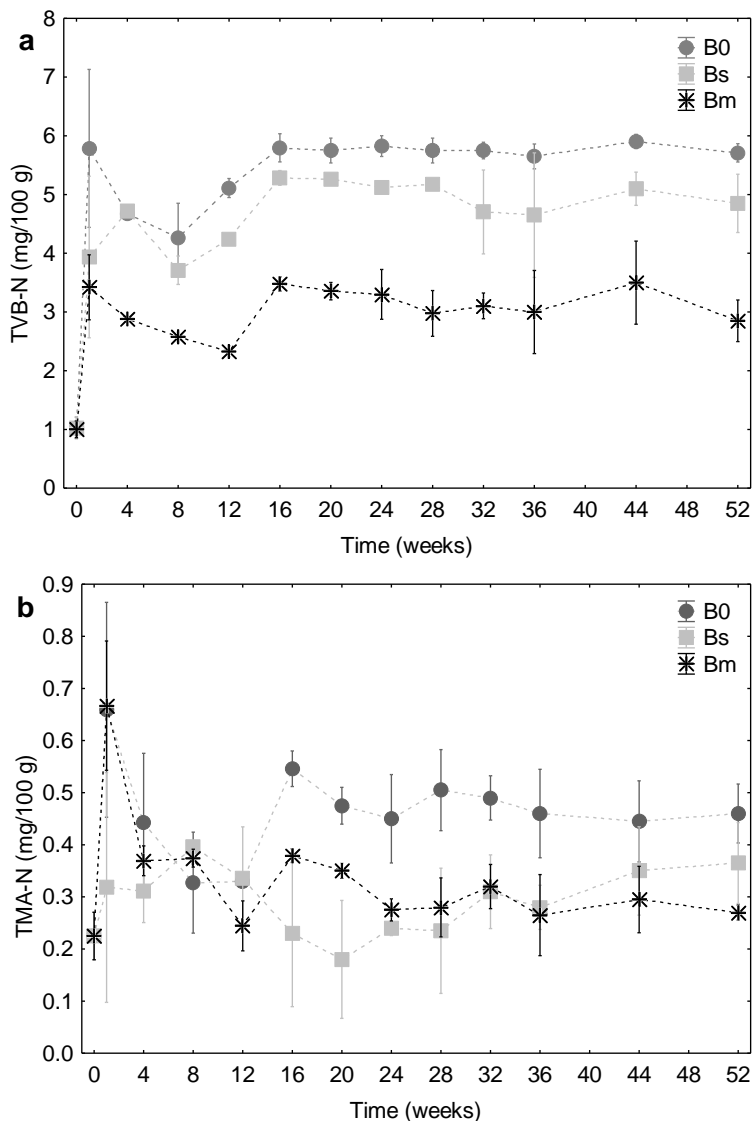 a
8
7
6
5
4
3
2
1
0
TVB-N (mg/100 g)
B0
Bs
Bm
0 4 8 12 16 20 24 28 32 36 40 44 48 52
Time (weeks)
b
0.9
0.8
0.7
0.6
0.5
0.4
0.3
0.2
0.1
0.0
TMA-N (mg/100 g)
B0
Bs
Bm
0 4 8 12 16 20 24 28 32 36 40 44 48 52
Time (weeks)